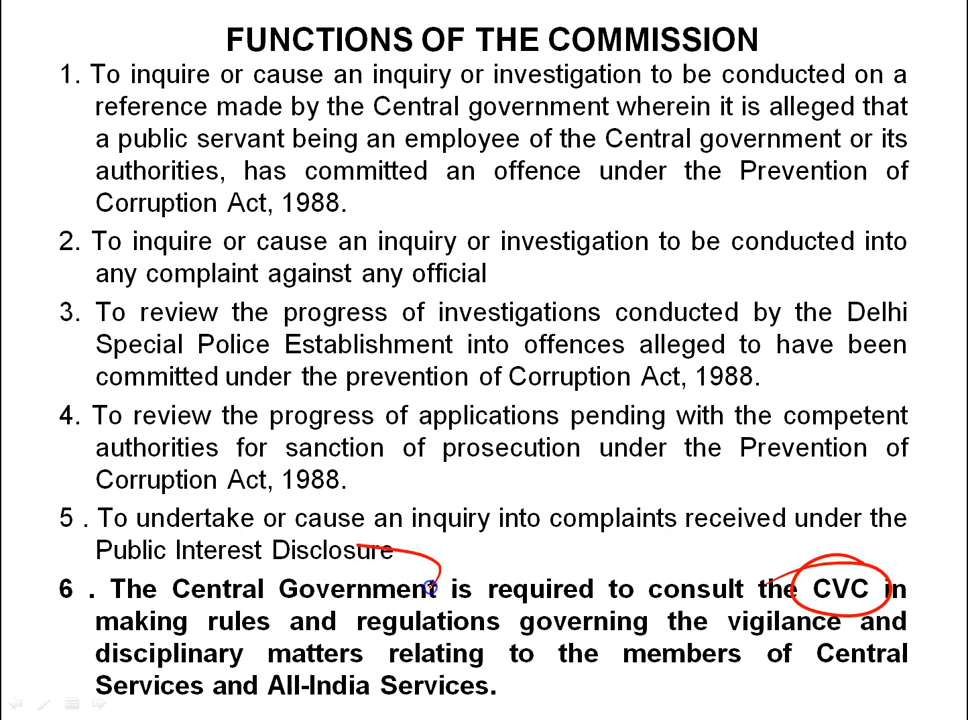 FUNCTIONS OF THE COMMISSION
1. To inquire or cause an inquiry or investigation to be conducted on a
reference made by the Central government wherein it is alleged that
a public servant being an employee of the Central government or its
authorities, has committed an offence under the Prevention of
Corruption Act, 1988.
2. To inquire or cause an inquiry or investigation to be conducted into
any complaint against any official
3. To review the progress of investigations conducted by the Delhi
Special Police Establishment into offences alleged to have been
committed under the prevention of Corruption Act, 1988.
4. To review the progress of applications pending with the competent
authorities for sanction of prosecution under the Prevention of
Corruption Act, 1988.
5 . To undertake or cause an inquiry into complaints received under the
Public Interest Disclosure
6 . The Central Government is required to consult the CVC in
making rules and regulations governing the vigilance and
disciplinary matters relating to the members of Central
Services and All-India Services.